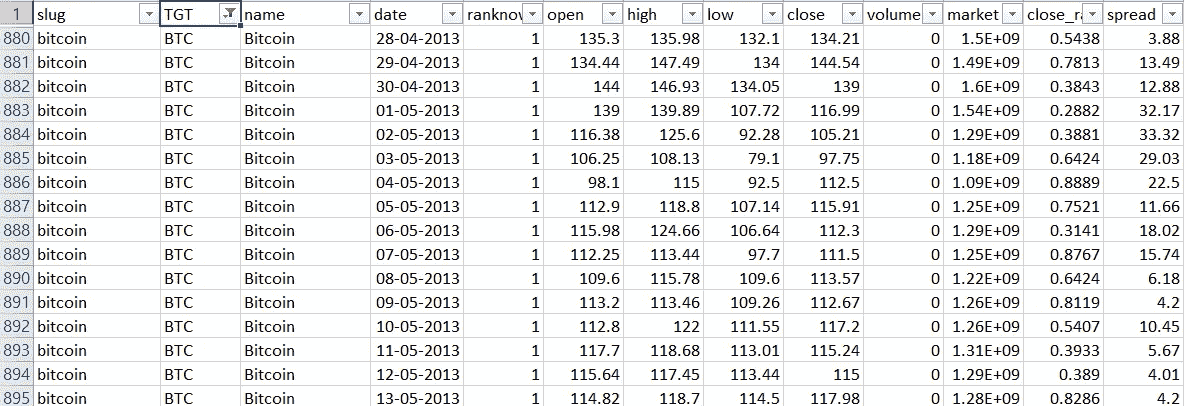 1 slug TGT name date ranknov open high low close volume market close_ra spread
880 bitcoin BTC Bitcoin 28-04-2013 1 135.3 135.98 132.1 134.21 0 1.5E+09 0.5438 3.88
881 bitcoin BTC Bitcoin 29-04-2013 1 134.44 147.49 134 144.54 0 1.49E+09 0.7813 13.49
882 bitcoin BTC Bitcoin 30-04-2013 1 144 146.93 134.05 139 0 1.6E+09 0.3843 12.88
883 bitcoin BTC Bitcoin 01-05-2013 1 139 139.89 107.72 116.99 0 1.54E+09 0.2882 32.17
884 bitcoin BTC Bitcoin 02-05-2013 1 116.38 125.6 92.28 105.21 0 1.29E+09 0.3881 33.32
885 bitcoin BTC Bitcoin 03-05-2013 1 106.25 108.13 79.1 97.75 0 1.18E+09 0.6424 29.03
886 bitcoin BTC Bitcoin 04-05-2013 1 98.1 115 92.5 112.5 0 1.09E+09 0.8889 22.5
887 bitcoin BTC Bitcoin 05-05-2013 1 112.9 118.8 107.14 115.91 0 1.25E+09 0.7521 11.66
888 bitcoin BTC Bitcoin 06-05-2013 1 115.98 124.66 106.64 112.3 0 1.29E+09 0.3141 18.02
889 bitcoin BTC Bitcoin 07-05-2013 1 112.25 113.44 97.7 111.5 0 1.25E+09 0.8767 15.74
890 bitcoin BTC Bitcoin 08-05-2013 1 109.6 115.78 109.6 113.57 0 1.22E+09 0.6424 6.18
891 bitcoin BTC Bitcoin 09-05-2013 1 113.2 113.46 109.26 112.67 0 1.26E+09 0.8119 4.2
892 bitcoin BTC Bitcoin 10-05-2013 1 112.8 122 111.55 117.2 0 1.26E+09 0.5407 10.45
893 bitcoin BTC Bitcoin 11-05-2013 1 117.7 118.68 113.01 115.24 0 1.31E+09 0.3933 5.67
894 bitcoin BTC Bitcoin 12-05-2013 1 115.64 117.45 113.44 115 0 1.29E+09 0.389 4.01
895 bitcoin BTC Bitcoin 13-05-2013 1 114.82 118.7 114.5 117.98 0 1.28E+09 0.8286 4.2